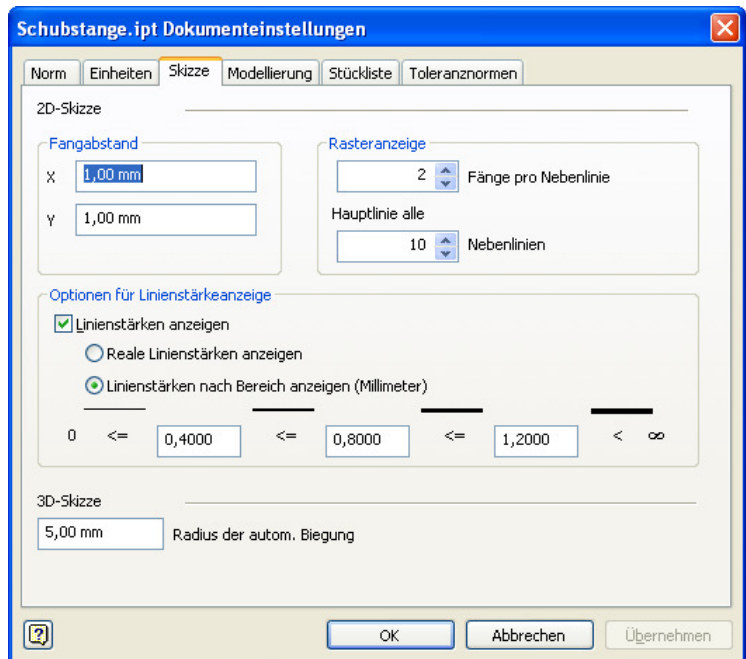 Schubstange.ipt Dokumenteinstellungen
Norm Einheiten Skizze Modellierung Stückliste Toleranznormen
2D-Skizze
Fangabstand
X 1,00 mm
Y 1,00 mm
Rasteranzeige
2 Fänge pro Nebenlinie
Hauptlinie alle
10 Nebenlinien
Optionen für Linienstärkeanzeige
Linienstärken anzeigen
Reale Linienstärken anzeigen
Linienstärken nach Bereich anzeigen (Millimeter)
0 <= 0,4000 <= 0,8000 <= 1,2000 < ∞
3D-Skizze
5,00 mm Radius der autom. Biegung
? OK Abbrechen Übernehmen